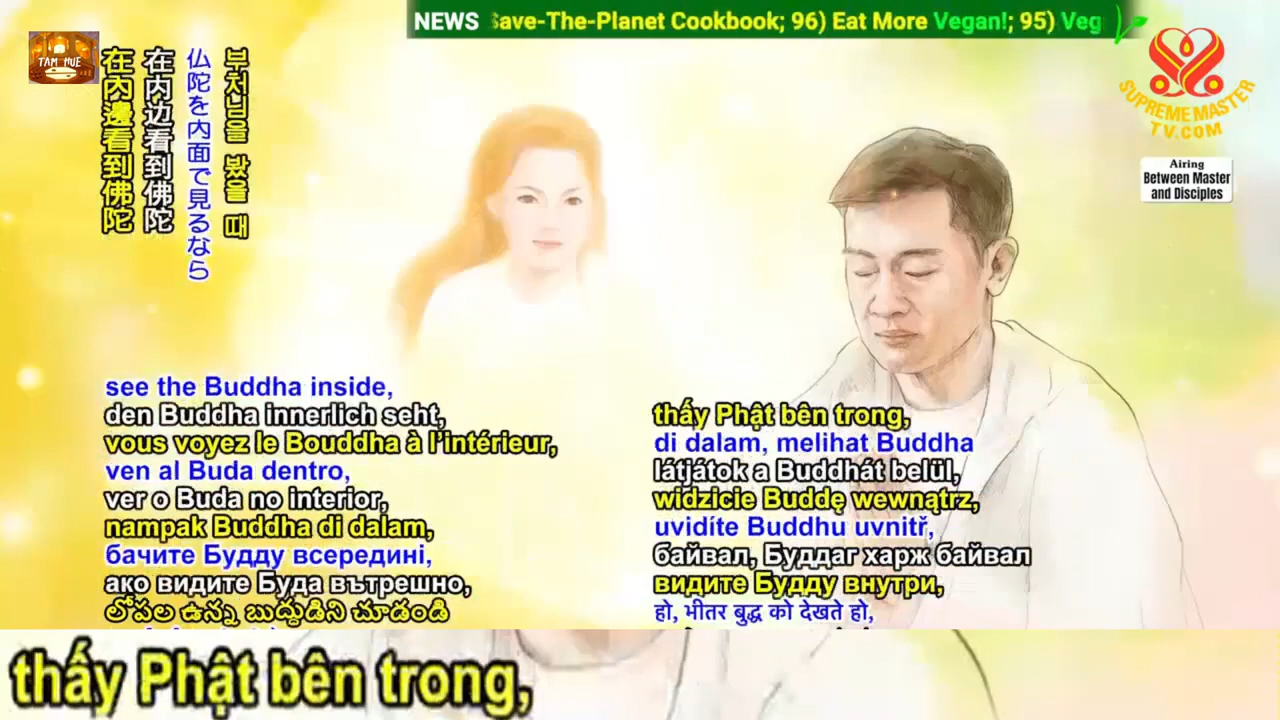 NEWS Save-The-Planet Cookbook; 96) Eat More Vegan!; 95) Veg
TAM HUE
SUPREME MASTER
TV.COM
Airing
Between Master
and Disciples
在內邊看到佛陀
在内边看到佛陀
仏陀を内面で見るなら
부처님을 봤을 때
see the Buddha inside,
den Buddha innerlich seht,
vous voyez le Bouddha à l'intérieur,
ven al Buda dentro,
ver o Buda no interior,
nampak Buddha di dalam,
бачите Будду всередині,
ако видите Буда вътрешно,
లోపల ఉన్న బుద్ధుడిని చూడండి
thấy Phật bên trong,
di dalam, melihat Buddha
látjátok a Buddhát belül,
widzicie Buddę wewnątrz,
uvidíte Buddhu uvnitř,
байвал, Буддаг харж байвал
видите Будду внутри,
हो, भीतर बुद्ध को देखते हो,
thấy Phật bên trong,